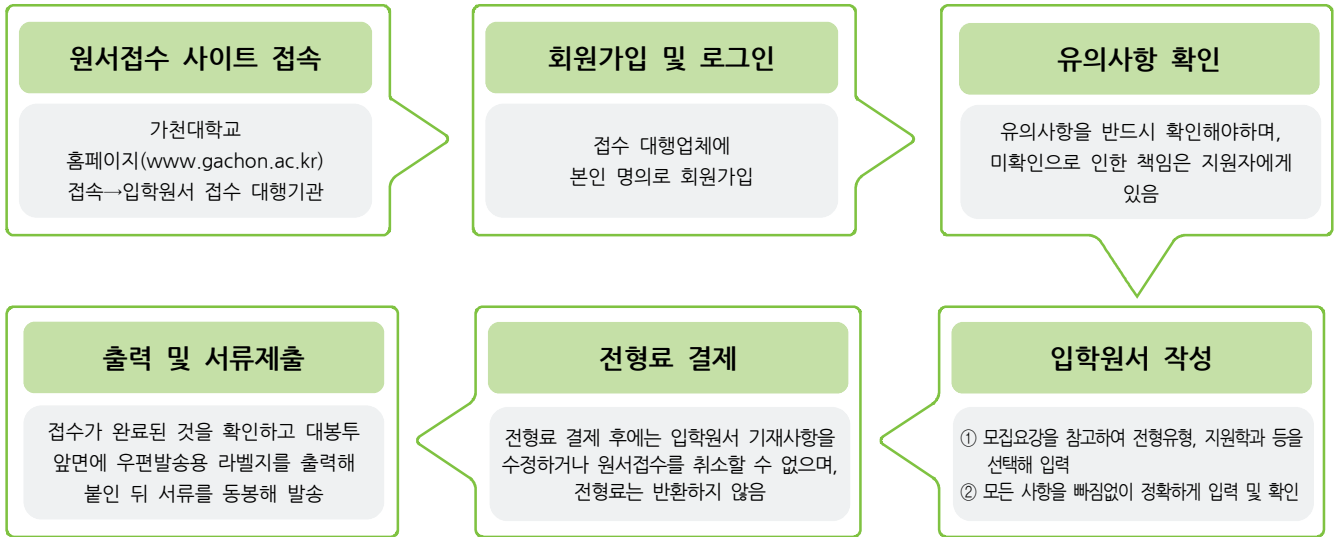 원서접수 사이트 접속
가천대학교
홈페이지(www.gachon.ac.kr)
접속→입학원서 접수 대행기관
회원가입 및 로그인
접수 대행업체에
본인 명의로 회원가입
유의사항 확인
유의사항을 반드시 확인해야하며,
미확인으로 인한 책임은 지원자에게
있음
입학원서 작성
① 모집요강을 참고하여 전형유형, 지원학과 등을
선택해 입력
② 모든 사항을 빠짐없이 정확하게 입력 및 확인
전형료 결제
전형료 결제 후에는 입학원서 기재사항을
수정하거나 원서접수를 취소할 수 없으며,
전형료는 반환하지 않음
출력 및 서류제출
접수가 완료된 것을 확인하고 대봉투
앞면에 우편발송용 라벨지를 출력해
붙인 뒤 서류를 동봉해 발송